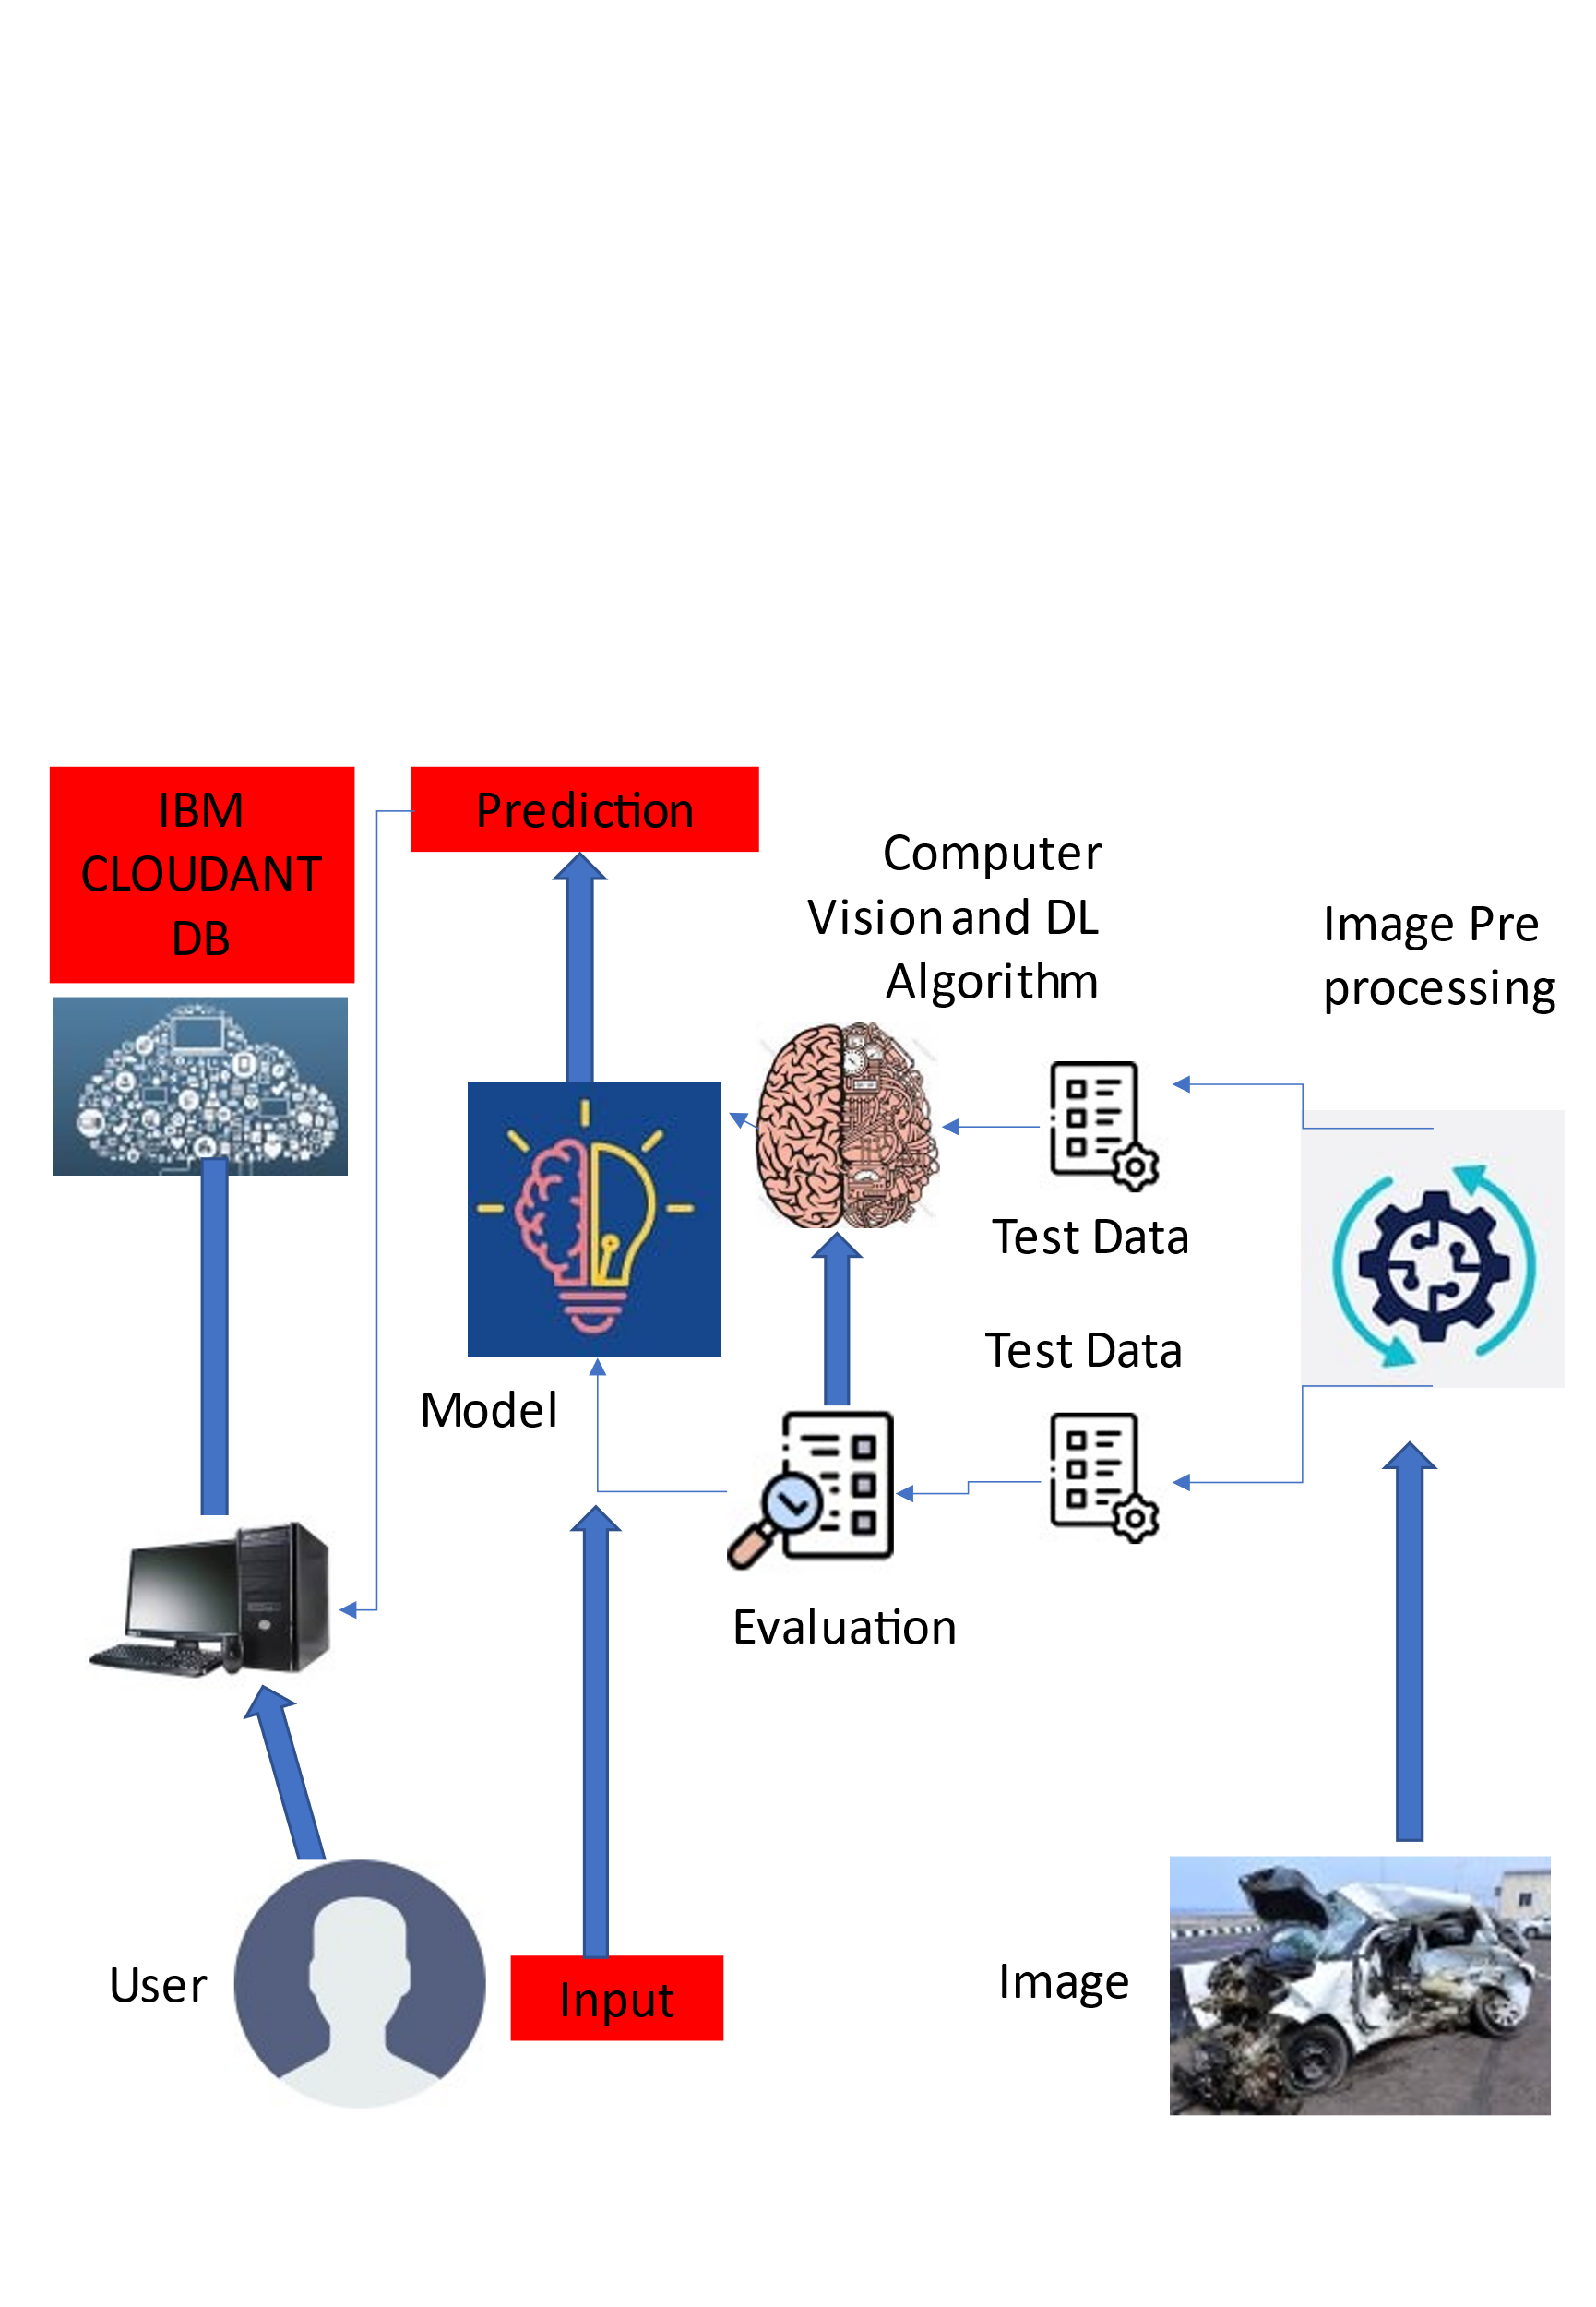 IBM
CLOUDANT
DB
Prediction
Computer
Vision and DL
Algorithm
Image Pre
processing
Test Data
Test Data
Model
Evaluation
User
Input
Image